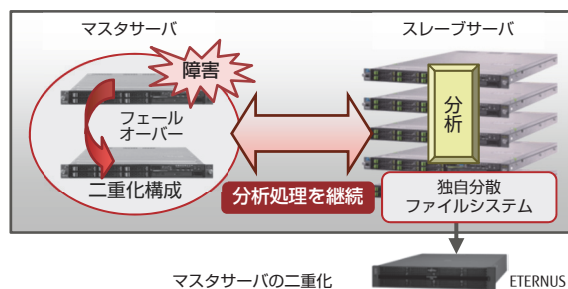 マスタサーバ
スレーブサーバ
障害
フェール
オーバー
二重化構成
分析
分析処理を継続
独自分散
ファイルシステム
マスタサーバの二重化
ETERNUS